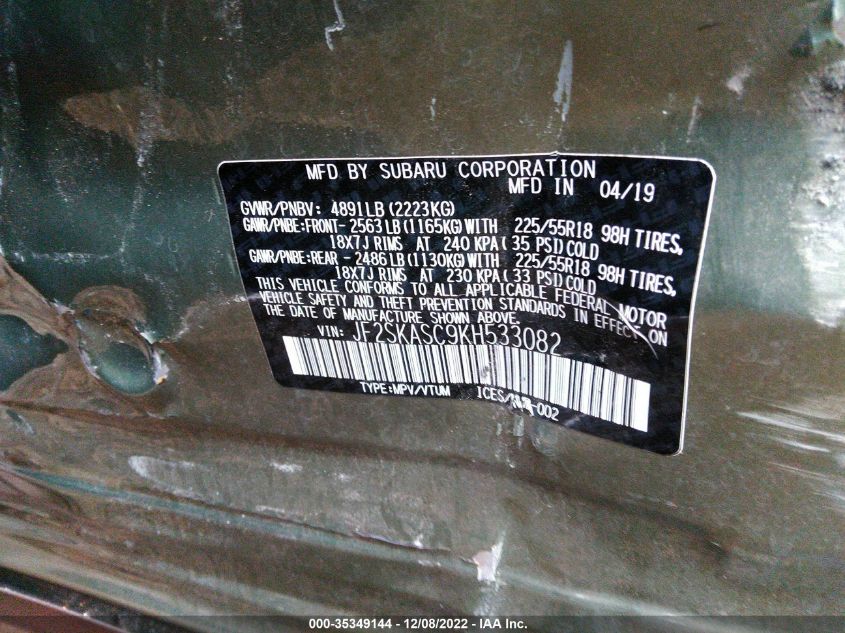 MFD BY SUBARU CORPORATION
MFD IN 04/19
GVWR/PNBV: 4891LB (2223KG)
GAWR/PNBE:FRONT- 2563LB (1165KG) WITH 225/55R18 98H TIRES,
18X7J RIMS AT 240 KPA (35 PSI) COLD
GAWR/PNBE:REAR - 2486LB (1130KG) WITH 225/55R18 98H TIRES,
18X7J RIMS AT 230 KPA (33 PSI) COLD
THIS VEHICLE CONFORMS TO ALL APPLICABLE FEDERAL MOTOR
VEHICLE SAFETY AND THEFT PREVENTION STANDARDS IN EFFECT ON
THE DATE OF MANUFACTURE SHOWN ABOVE.
VIN: JF2SKASC9KH533082
TYPE:MPV/VTUM ICES/NMB-002
000-35349144 - 12/08/2022 - IAA Inc.